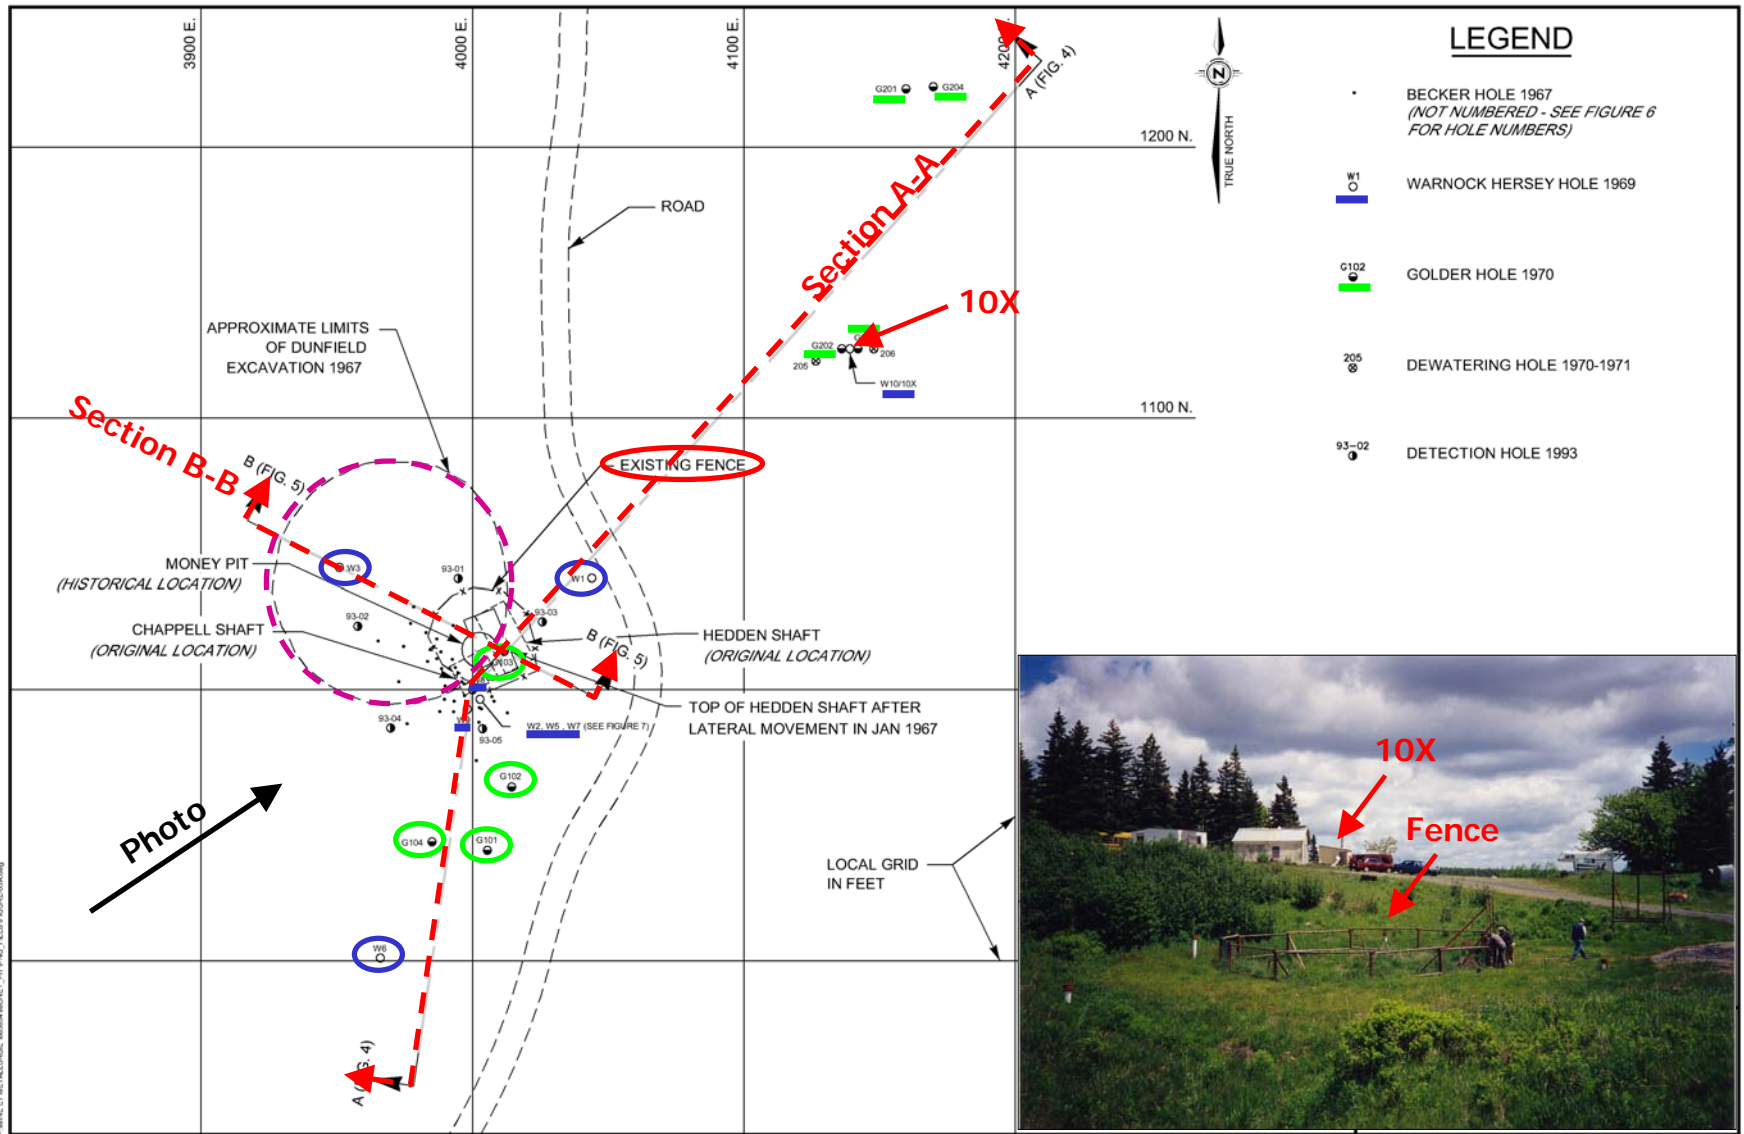 3900 E.
4000 E.
4100 E.
4200 E.
A (FIG. 4)
G201
G204
1200 N.
N
TRUE NORTH
LEGEND
BECKER HOLE 1967
(NOT NUMBERED - SEE FIGURE 6
FOR HOLE NUMBERS)
W1
WARNOCK HERSEY HOLE 1969
G102
GOLDER HOLE 1970
205
DEWATERING HOLE 1970-1971
93-02
DETECTION HOLE 1993
ROAD
Section A-A
10X
G202
205
206
W10/10X
1100 N.
APPROXIMATE LIMITS
OF DUNFIELD
EXCAVATION 1967
Section B-B
B (FIG. 5)
EXISTING FENCE
MONEY PIT
(HISTORICAL LOCATION)
W3
93-01
W1
93-02
93-03
CHAPPELL SHAFT
(ORIGINAL LOCATION)
B (FIG. 5)
HEDDEN SHAFT
(ORIGINAL LOCATION)
G103
TOP OF HEDDEN SHAFT AFTER
LATERAL MOVEMENT IN JAN 1967
93-04
W2, W5 , W7 (SEE FIGURE 7)
93-05
G102
G104
G101
Photo
LOCAL GRID
IN FEET
W6
A (FIG. 4)
10X
Fence